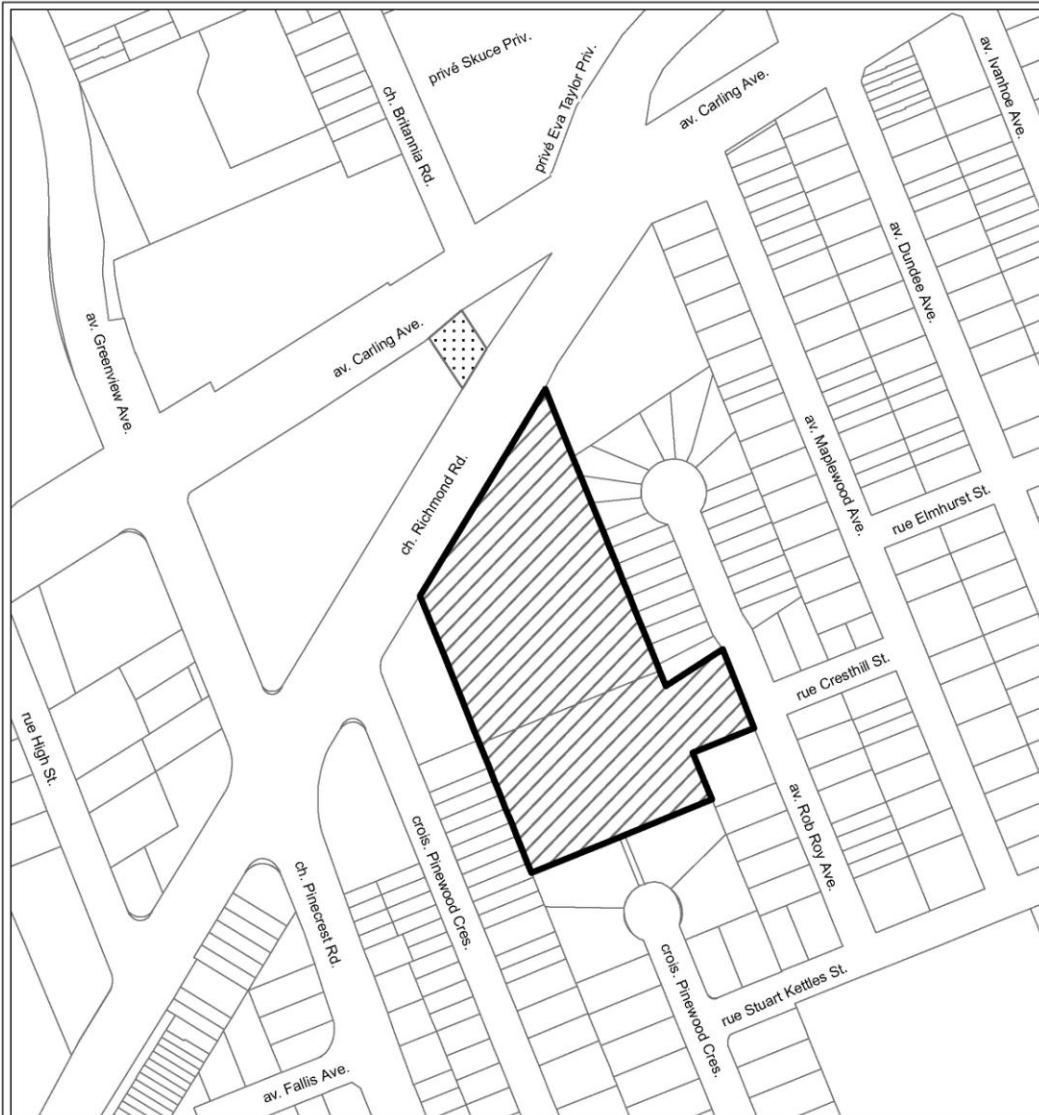 privé Skuce Priv.
privé Eva Taylor Priv.
av. Carling Ave.
av. Ivanhoe Ave.
ch. Britannia Rd.
av. Dundee Ave.
av. Greenview Ave.
av. Carling Ave.
ch. Richmond Rd.
av. Maplewood Ave.
rue Elmhurst St.
rue Cresthill St.
rue High St.
av. Rob Roy Ave.
crois. Pinewood Cres.
ch. Pinecrest Rd.
crois. Pinewood Cres.
rue Stuart Kettles St.
av. Fallis Ave.